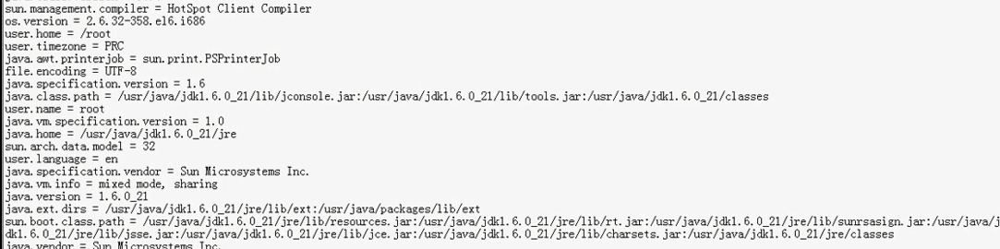 sun.management.compiler = HotSpot Client Compiler
os.version = 2.6.32-358.el6.i686
user.home = /root
user.timezone = PRC
java.awt.printerjob = sun.print.PSPrinterJob
file.encoding = UTF-8
java.specification.version = 1.6
java.class.path = /usr/java/jdk1.6.0_21/lib/jconsole.jar:/usr/java/jdk1.6.0_21/lib/tools.jar:/usr/java/jdk1.6.0_21/classes
user.name = root
java.vm.specification.version = 1.0
java.home = /usr/java/jdk1.6.0_21/jre
sun.arch.data.model = 32
user.language = en
java.specification.vendor = Sun Microsystems Inc.
java.vm.info = mixed mode, sharing
java.version = 1.6.0_21
java.ext.dirs = /usr/java/jdk1.6.0_21/jre/lib/ext:/usr/java/packages/lib/ext
sun.boot.class.path = /usr/java/jdk1.6.0_21/jre/lib/resources.jar:/usr/java/jdk1.6.0_21/jre/lib/rt.jar:/usr/java/jdk1.6.0_21/jre/lib/sunrsasign.jar:/usr/java/j
dk1.6.0_21/jre/lib/jsse.jar:/usr/java/jdk1.6.0_21/jre/lib/jce.jar:/usr/java/jdk1.6.0_21/jre/lib/charsets.jar:/usr/java/jdk1.6.0_21/jre/classes
java.vendor = Sun Microsystems Inc.